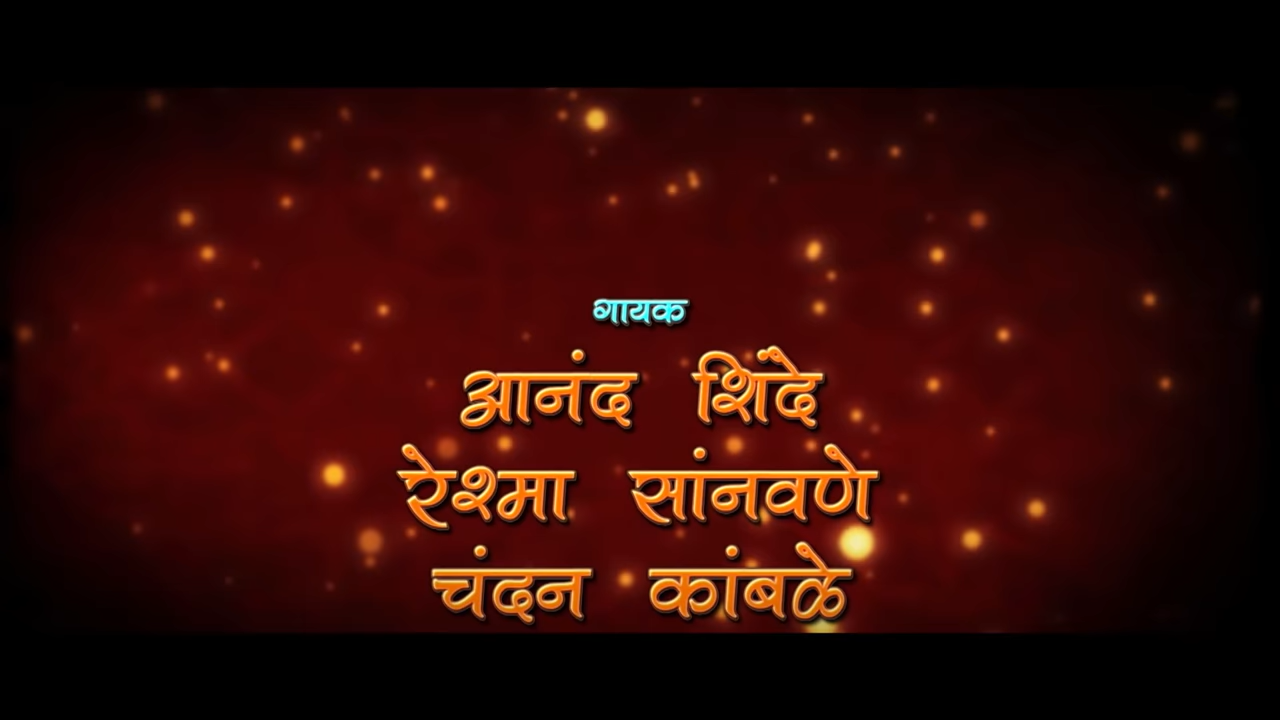 गायक
आनंद शिंदे
रेश्मा सांनवणे
चंदन कांबळे